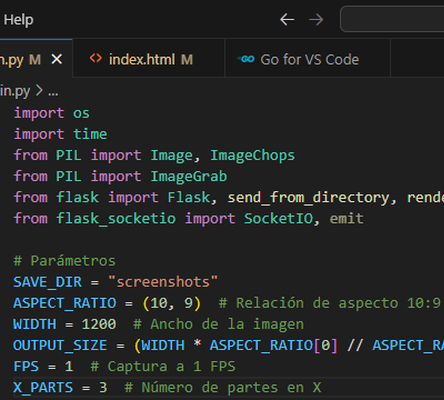 Help
n.py M
index.html M
Go for VS Code
in.py > ...
import os
import time
from PIL import Image, ImageChops
from PIL import ImageGrab
from flask import Flask, send_from_directory, rende
from flask_socketio import SocketIO, emit
# Parámetros
SAVE_DIR = "screenshots"
ASPECT_RATIO = (10, 9)  # Relación de aspecto 10:9
WIDTH = 1200  # Ancho de la imagen
OUTPUT_SIZE = (WIDTH * ASPECT_RATIO[0] // ASPECT_RA
FPS = 1  # Captura a 1 FPS
X_PARTS = 3  # Número de partes en X